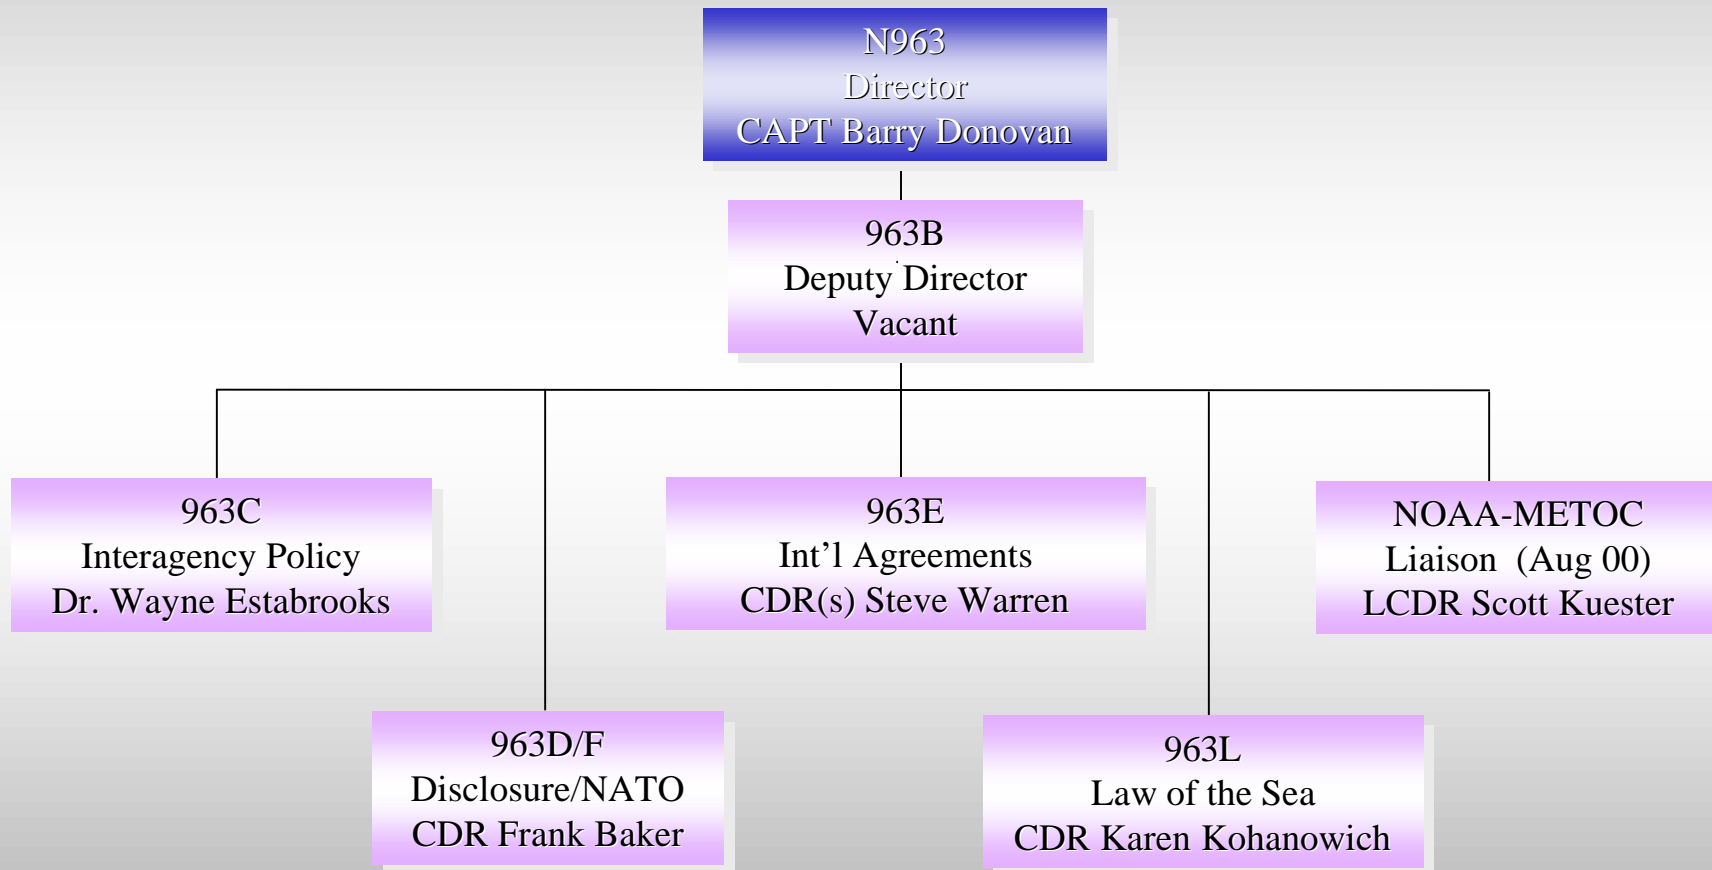 N963
Director
CAPT Barry Donovan
963B
Deputy Director
Vacant
963C
Interagency Policy
Dr. Wayne Estabrooks
963E
Int’l Agreements
CDR(s) Steve Warren
NOAA-METOC
Liaison  (Aug 00)
LCDR Scott Kuester
963D/F
Disclosure/NATO
CDR Frank Baker
963L
Law of the Sea
CDR Karen Kohanowich